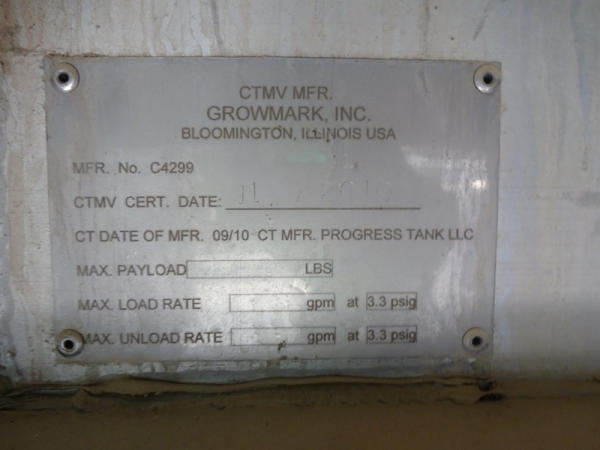 CTMV MFR.
GROWMARK, INC.
BLOOMINGTON, ILLINOIS USA
MFR. No. C4299
CTMV CERT. DATE: 11 / 2010
CT DATE OF MFR. 09/10 CT MFR. PROGRESS TANK LLC
MAX. PAYLOAD LBS
MAX. LOAD RATE gpm at 3.3 psig
MAX. UNLOAD RATE gpm at 3.3 psig